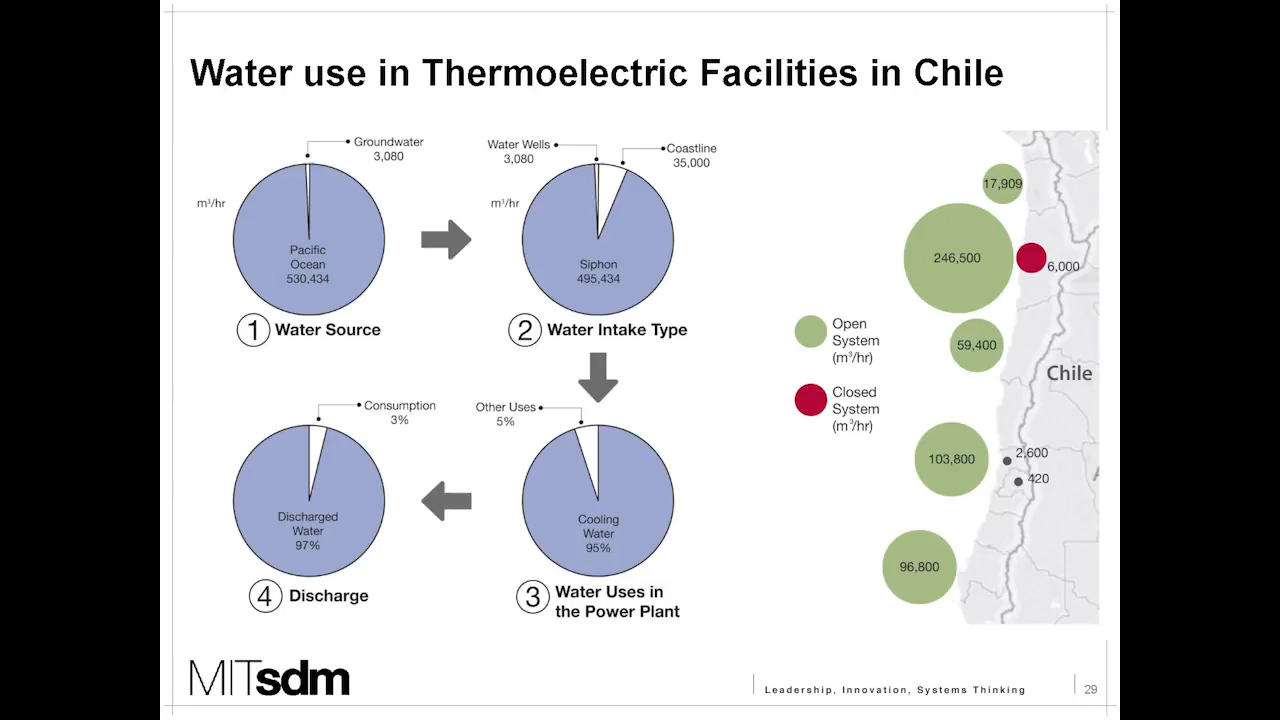 Water use in Thermoelectric Facilities in Chile
Groundwater
3,080
m³/hr
Pacific
Ocean
530,434
1 Water Source
Water Wells
3,080
Coastline
35,000
m³/hr
Siphon
495,434
2 Water Intake Type
Consumption
3%
Discharged
Water
97%
4 Discharge
Other Uses
5%
Cooling
Water
95%
3 Water Uses in
the Power Plant
Open
System
(m³/hr)
Closed
System
(m³/hr)
17,909
246,500
6,000
59,400
Chile
103,800
2,600
420
96,800
MITsdm
Leadership, Innovation, Systems Thinking
29